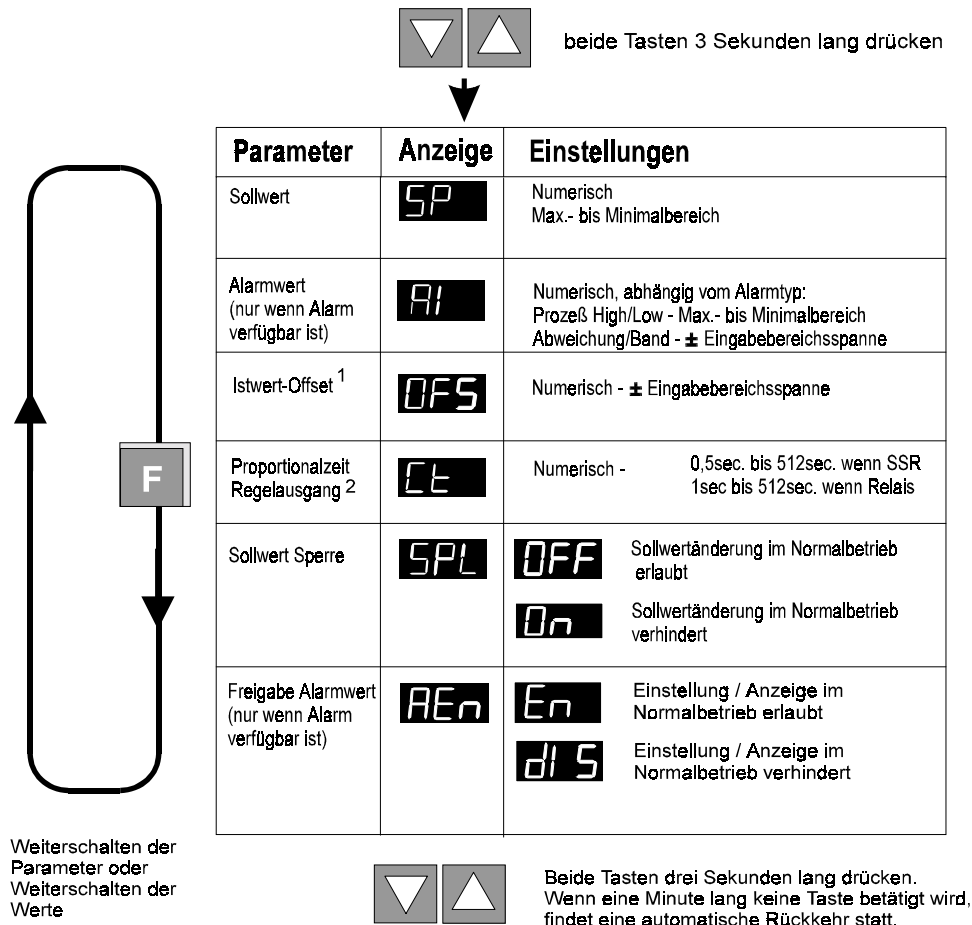 beide Tasten 3 Sekunden lang drücken
Parameter Anzeige Einstellungen
Sollwert
SP
Numerisch
Max.- bis Minimalbereich
Alarmwert
(nur wenn Alarm
verfügbar ist)
A1
Numerisch, abhängig vom Alarmtyp:
Prozeß High/Low - Max.- bis Minimalbereich
Abweichung/Band - ± Eingabebereichsspanne
Istwert-Offset 1
OFS
Numerisch - ± Eingabebereichsspanne
F
Proportionalzeit
Regelausgang 2
Ct
Numerisch - 0,5sec. bis 512sec. wenn SSR
1sec bis 512sec. wenn Relais
Sollwert Sperre
SPL
OFF
Sollwertänderung im Normalbetrieb
erlaubt
On
Sollwertänderung im Normalbetrieb
verhindert
Freigabe Alarmwert
(nur wenn Alarm
verfügbar ist)
AEn
En
Einstellung / Anzeige im
Normalbetrieb erlaubt
dIS
Einstellung / Anzeige im
Normalbetrieb verhindert
Weiterschalten der
Parameter oder
Weiterschalten der
Werte
Beide Tasten drei Sekunden lang drücken.
Wenn eine Minute lang keine Taste betätigt wird,
findet eine automatische Rückkehr statt.